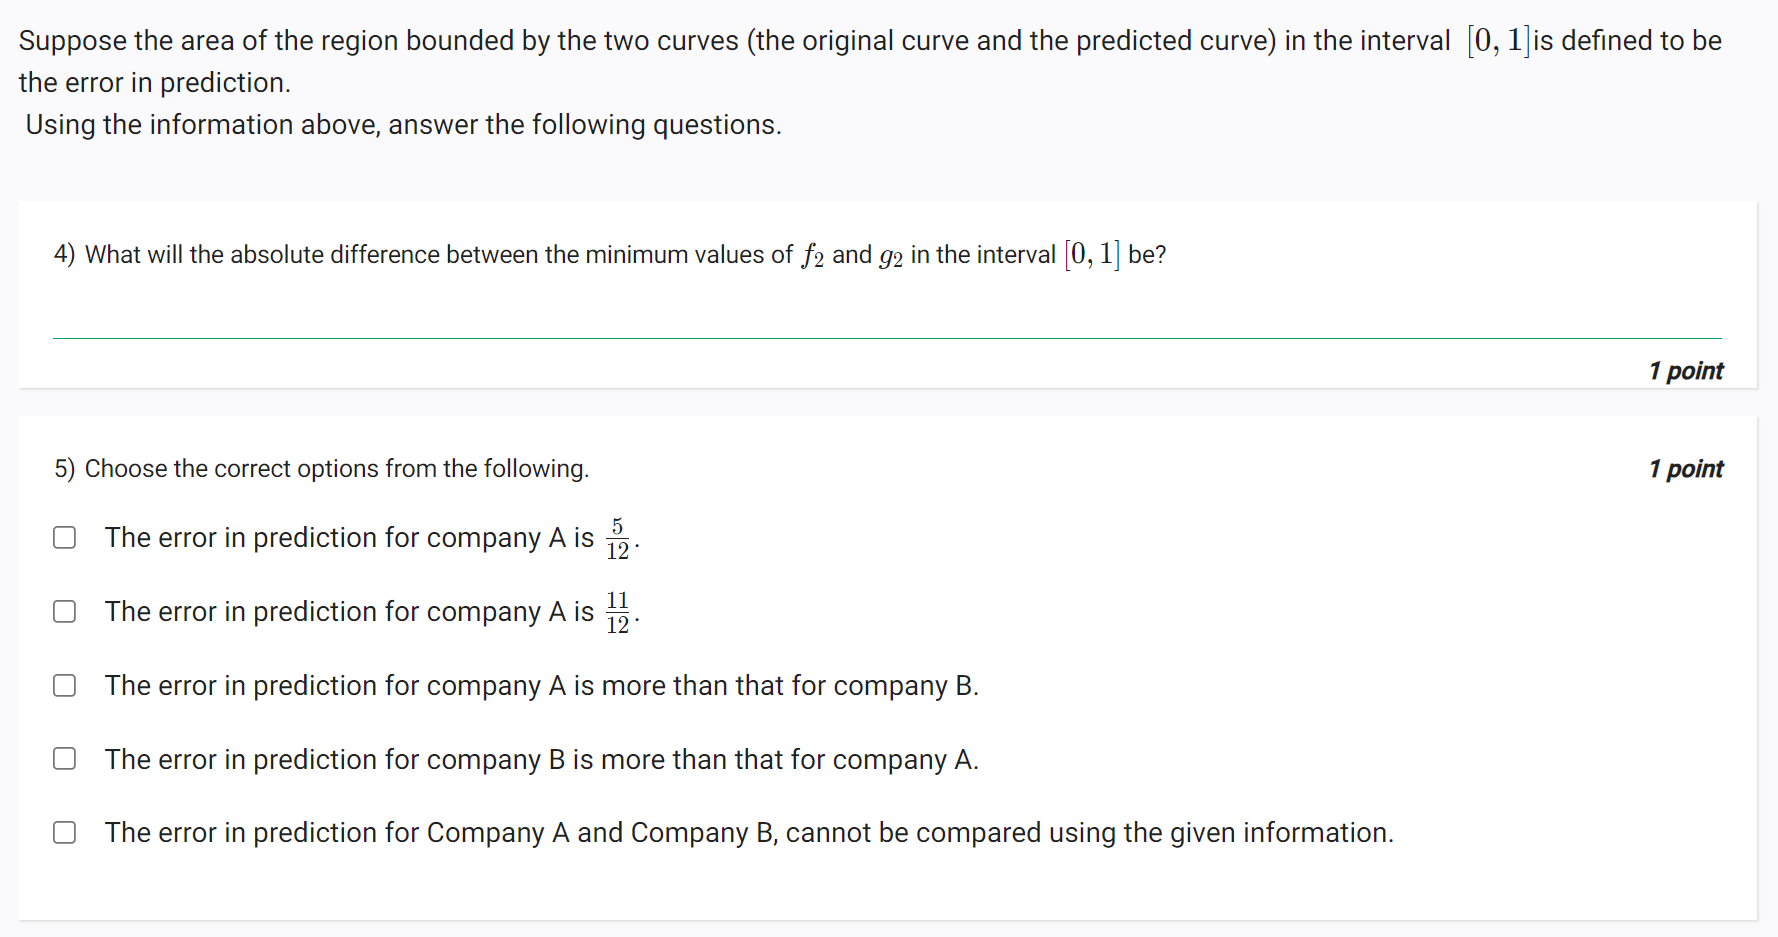 Suppose the area of the region bounded by the two curves (the original curve and the predicted curve) in the interval [0, 1]is defined to be
the error in prediction.
Using the information above, answer the following questions.
4) What will the absolute difference between the minimum values of f₂ and g₂ in the interval [0, 1] be?
1 point
5) Choose the correct options from the following.
1 point
The error in prediction for company A is 5/12.
The error in prediction for company A is 11/12.
The error in prediction for company A is more than that for company B.
The error in prediction for company B is more than that for company A.
The error in prediction for Company A and Company B, cannot be compared using the given information.